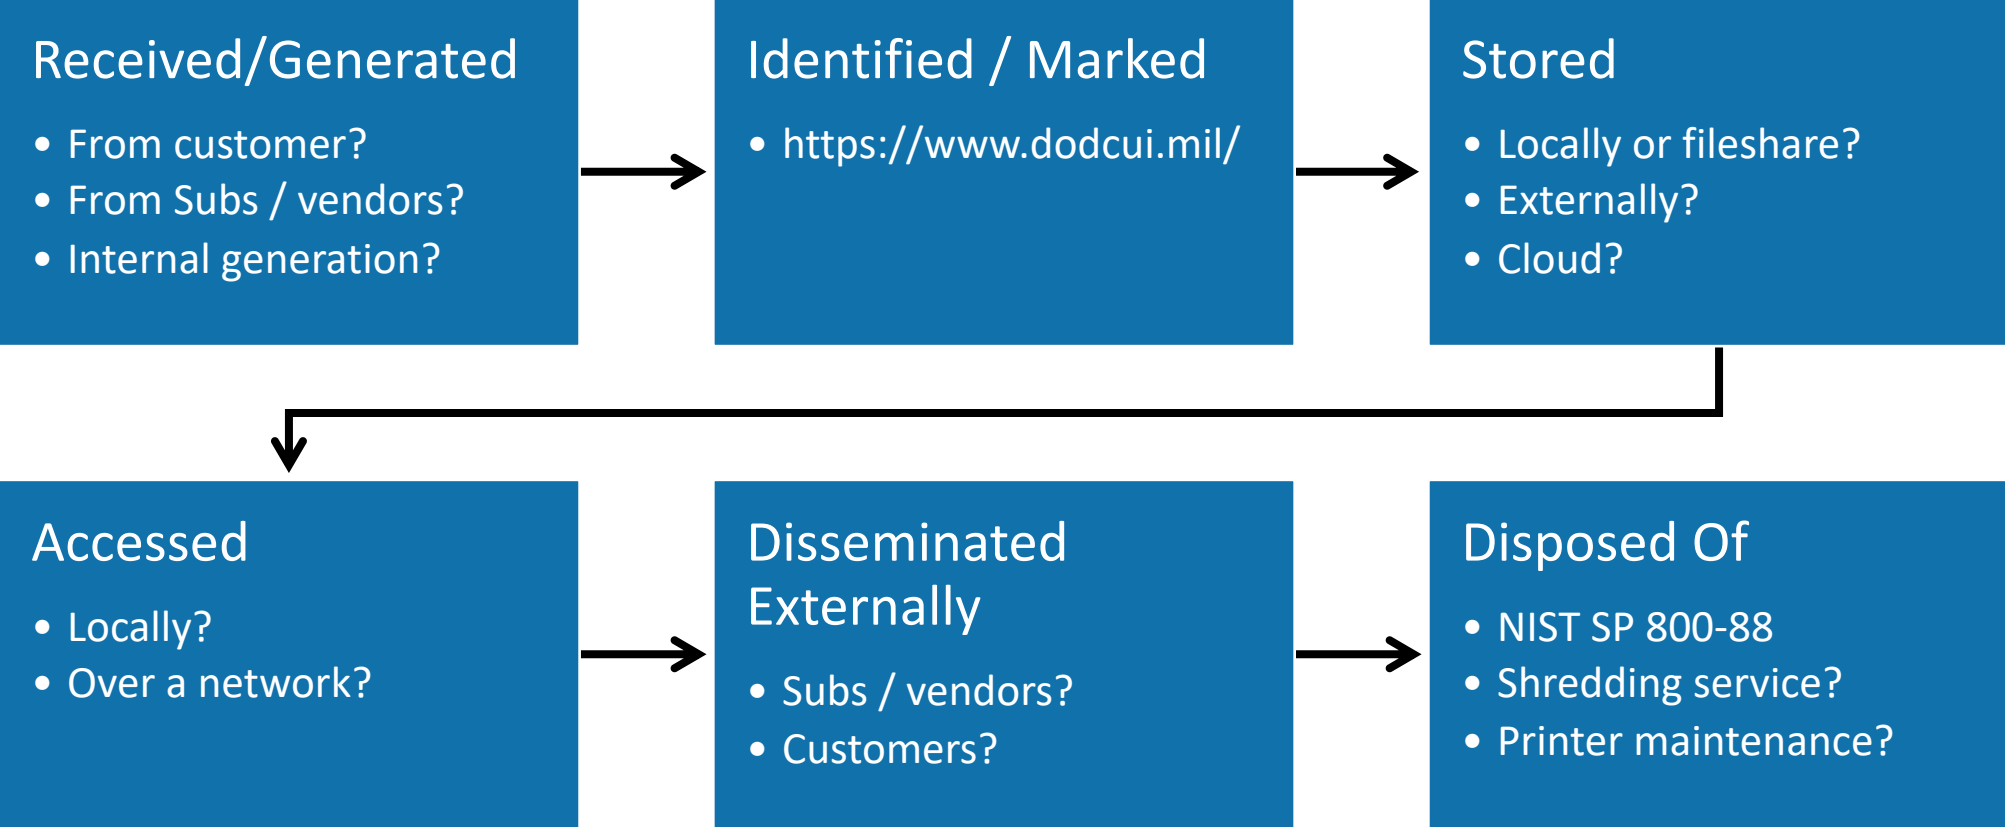 Received/Generated
• From customer?
• From Subs / vendors?
• Internal generation?
Identified / Marked
• https://www.dodcui.mil/
Stored
• Locally or fileshare?
• Externally?
• Cloud?
Accessed
• Locally?
• Over a network?
Disseminated
Externally
• Subs / vendors?
• Customers?
Disposed Of
• NIST SP 800-88
• Shredding service?
• Printer maintenance?